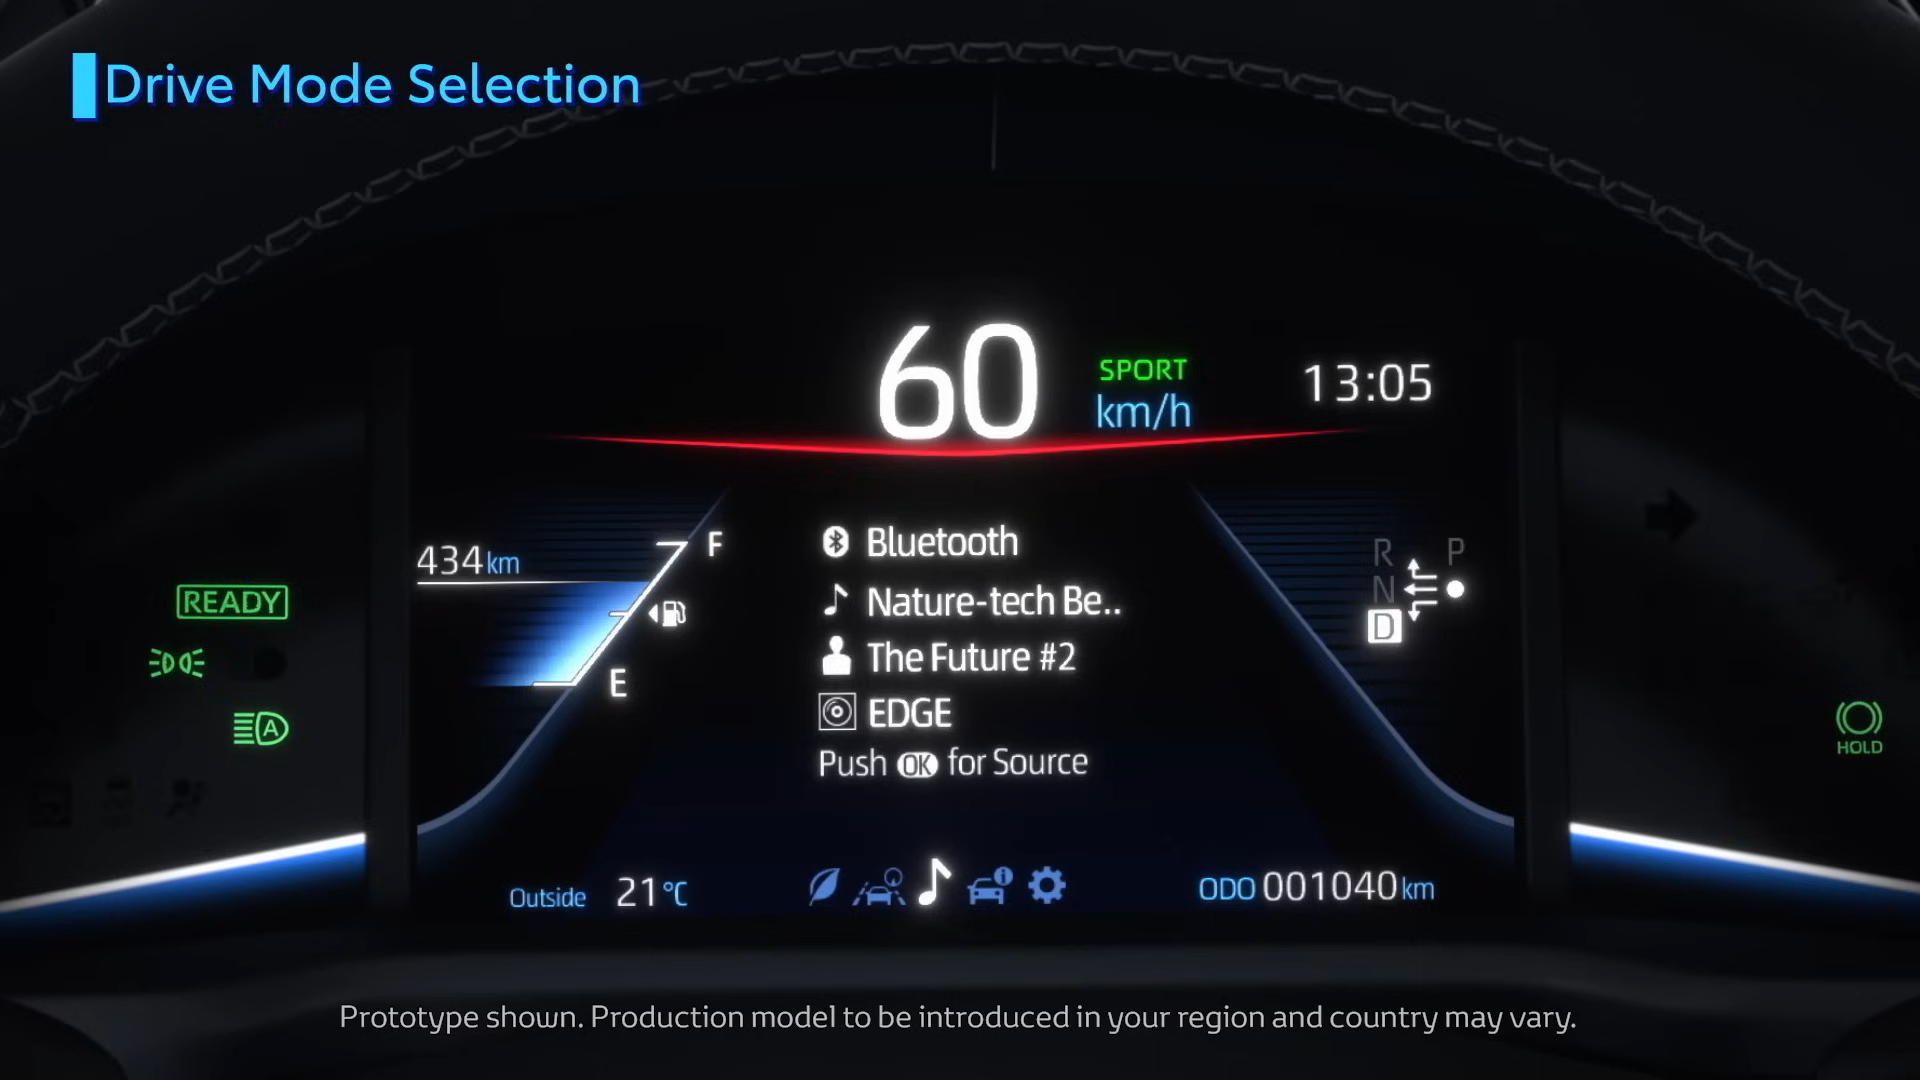 Drive Mode Selection
60
SPORT
km/h
13:05
434km
F
E
READY
A
Bluetooth
Nature-tech Be..
The Future #2
EDGE
Push OK for Source
R P
N
D
HOLD
Outside 21°C
ODO 001040km
Prototype shown. Production model to be introduced in your region and country may vary.